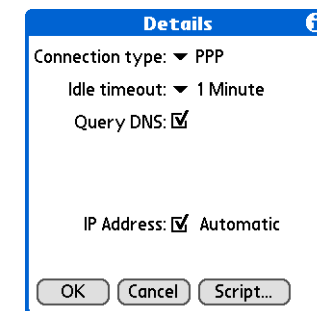 Details
Connection type: PPP
Idle timeout: 1 Minute
Query DNS:
IP Address: Automatic
OK Cancel Script...